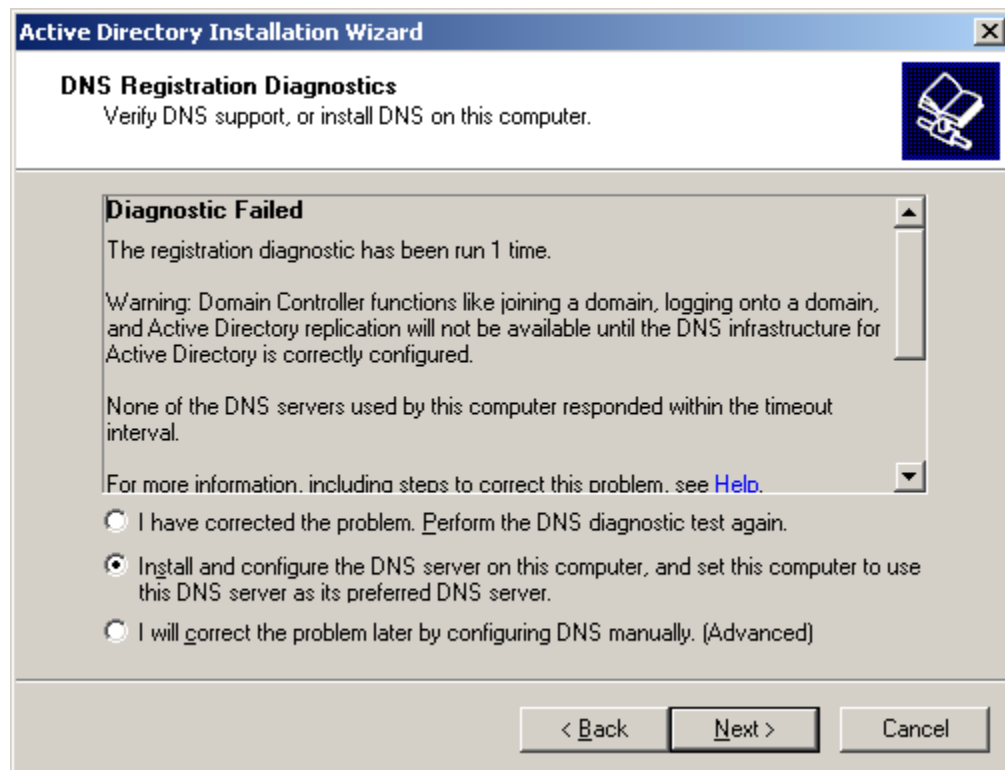 Active Directory Installation Wizard
DNS Registration Diagnostics
Verify DNS support, or install DNS on this computer.
Diagnostic Failed
The registration diagnostic has been run 1 time.
Warning: Domain Controller functions like joining a domain, logging onto a domain,
and Active Directory replication will not be available until the DNS infrastructure for
Active Directory is correctly configured.
None of the DNS servers used by this computer responded within the timeout
interval.
For more information, including steps to correct this problem, see Help.
I have corrected the problem. Perform the DNS diagnostic test again.
Install and configure the DNS server on this computer, and set this computer to use
this DNS server as its preferred DNS server.
I will correct the problem later by configuring DNS manually. (Advanced)
< Back Next > Cancel